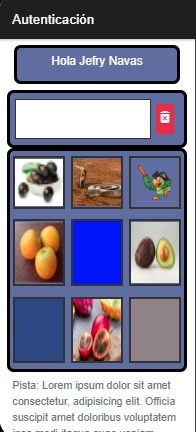 Autenticación
Hola Jefry Navas
Pista: Lorem ipsum dolor sit amet
consectetur, adipisicing elit. Officia
suscipit amet doloribus voluptatem